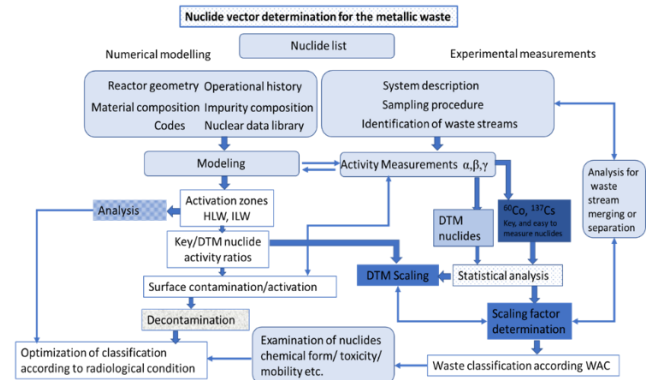 Nuclide vector determination for the metallic waste
Numerical modelling
Nuclide list
Experimental measurements
Reactor geometry Operational history
Material composition Impurity composition
Codes Nuclear data library
System description
Sampling procedure
Identification of waste streams
Modeling
Activity Measurements α,β,γ
Analysis for
waste
stream
merging or
separation
Analysis
Activation zones
HLW, ILW
DTM
nuclides
⁶⁰Co, ¹³⁷Cs
Key, and easy to
measure nuclides
Key/DTM nuclide
activity ratios
DTM Scaling
Statistical analysis
Surface contamination/activation
Scaling factor
determination
Decontamination
Optimization of classification
according to radiological condition
Examination of nuclides
chemical form/ toxicity/
mobility etc.
Waste classification according WAC